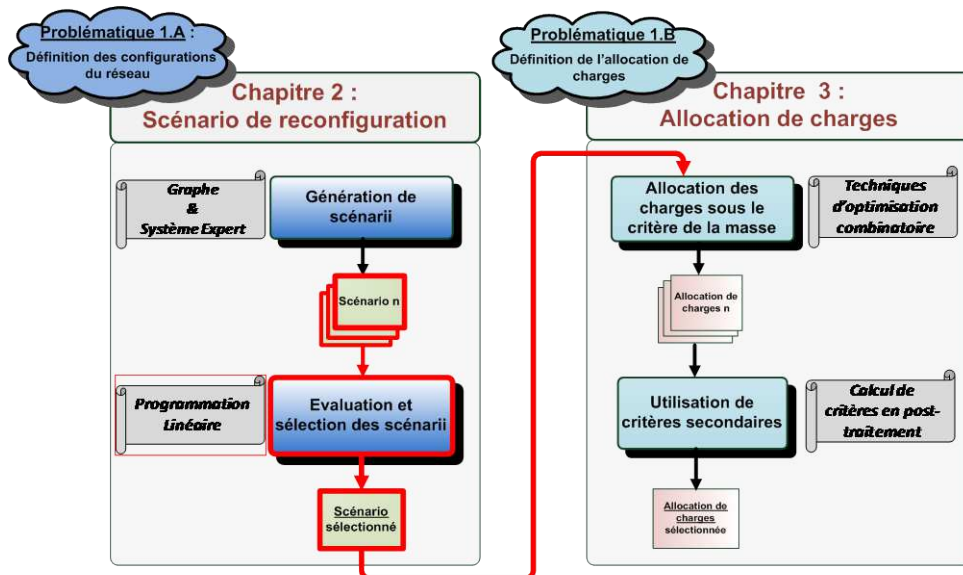 Problématique 1.A :
Définition des configurations
du réseau
Chapitre 2 :
Scénario de reconfiguration
Graphe
&
Système Expert
Génération de
scénarii
Scénario n
Programmation
Linéaire
Evaluation et
sélection des scénarii
Scénario
sélectionné
Problématique 1.B
Définition de l'allocation de
charges
Chapitre 3 :
Allocation de charges
Allocation des
charges sous le
critère de la masse
Techniques
d'optimisation
combinatoire
Allocation de
charges n
Utilisation de
critères secondaires
Calcul de
critères en post-
traitement
Allocation de
charges
sélectionnée